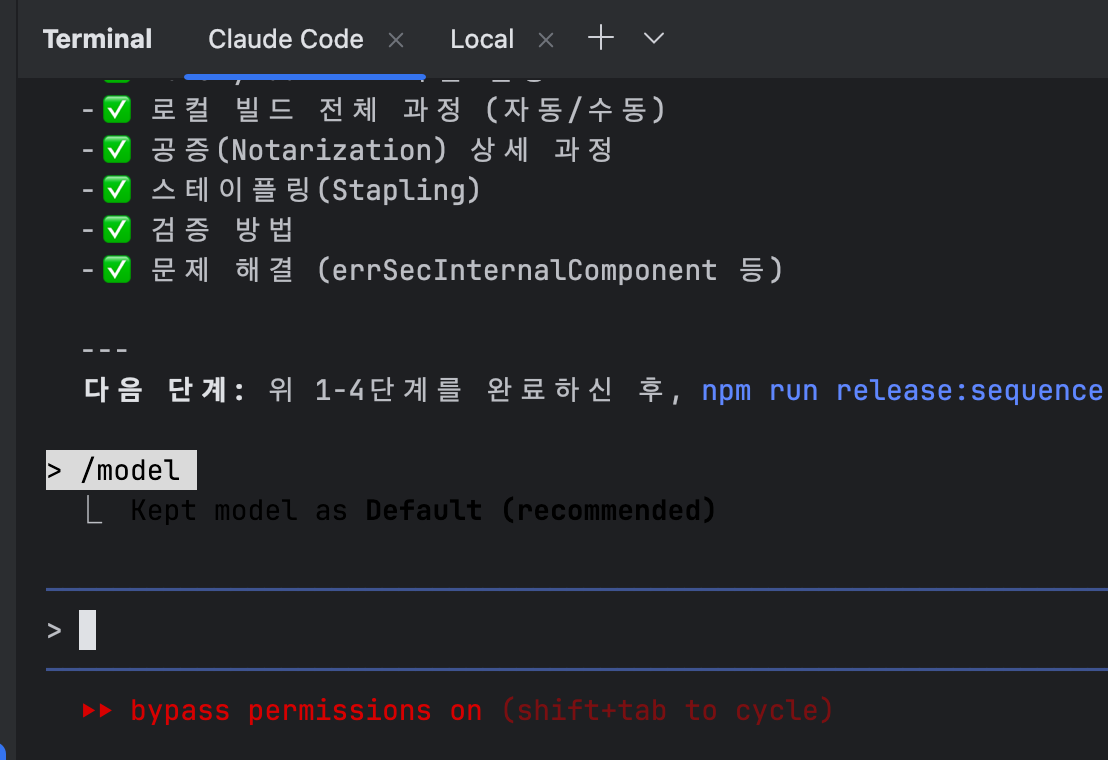 Terminal Claude Code × Local × +
- ✅ 로컬 빌드 전체 과정 (자동/수동)
- ✅ 공증(Notarization) 상세 과정
- ✅ 스테이플링(Stapling)
- ✅ 검증 방법
- ✅ 문제 해결 (errSecInternalComponent 등)
---
다음 단계: 위 1-4단계를 완료하신 후, npm run release:sequence
> /model
⎿ Kept model as Default (recommended)
>
⏵⏵ bypass permissions on (shift+tab to cycle)